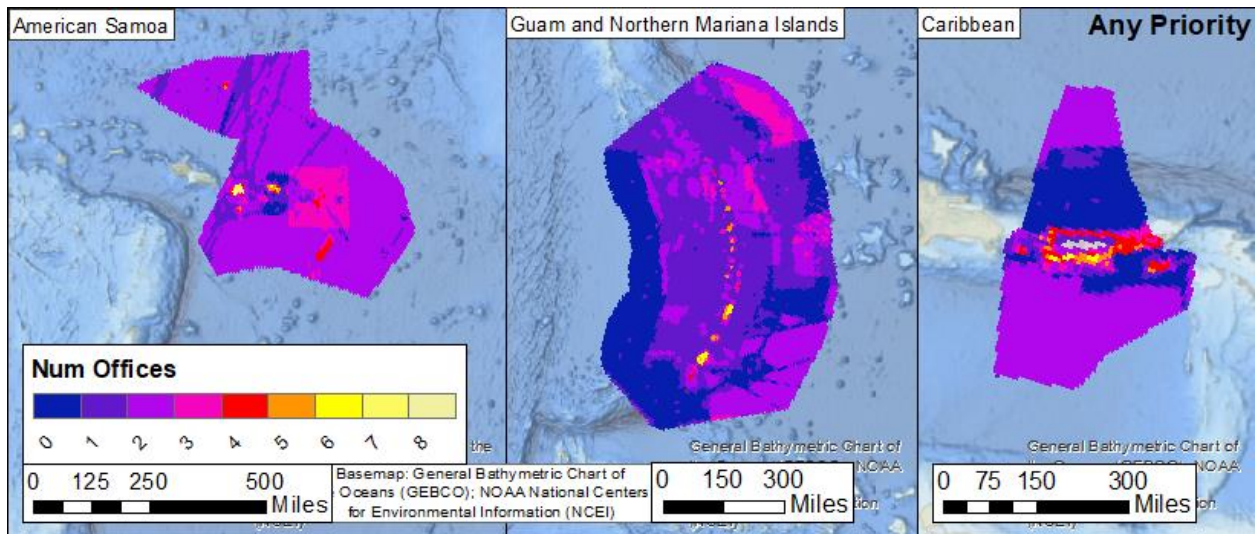 American Samoa
Guam and Northern Mariana Islands
Caribbean
Any Priority
Num Offices
0 1 2 3 4 5 6 7 8
the
0 125 250 500
Miles
Basemap: General Bathymetric Chart of
Oceans (GEBCO); NOAA National Centers
for Environmental Information (NCEI)
General Bathymetric Chart of
NOAA
0 150 300
Miles
General Bathymetric Chart of
NOAA
0 75 150 300
Miles